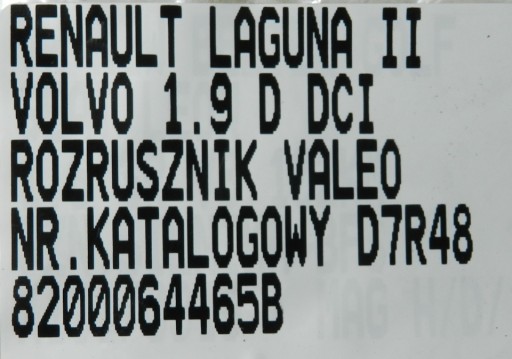 RENAULT LAGUNA II
VOLVO 1.9 D DCI
ROZRUSZNIK VALEO
NR.KATALOGOWY D7R48
8200064465B